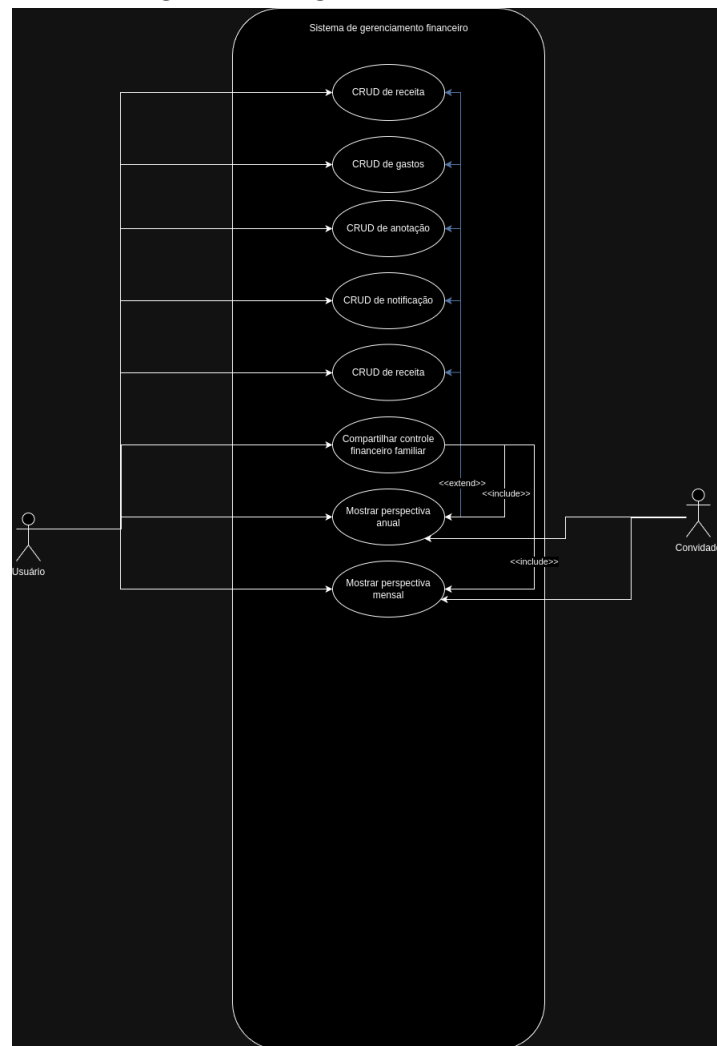 Sistema de gerenciamento financeiro
CRUD de receita
CRUD de gastos
CRUD de anotação
CRUD de notificação
CRUD de receita
Compartilhar controle
financeiro familiar
<<extend>>
<<include>>
Mostrar perspectiva
anual
Usuário
Convidado
<<include>>
Mostrar perspectiva
mensal